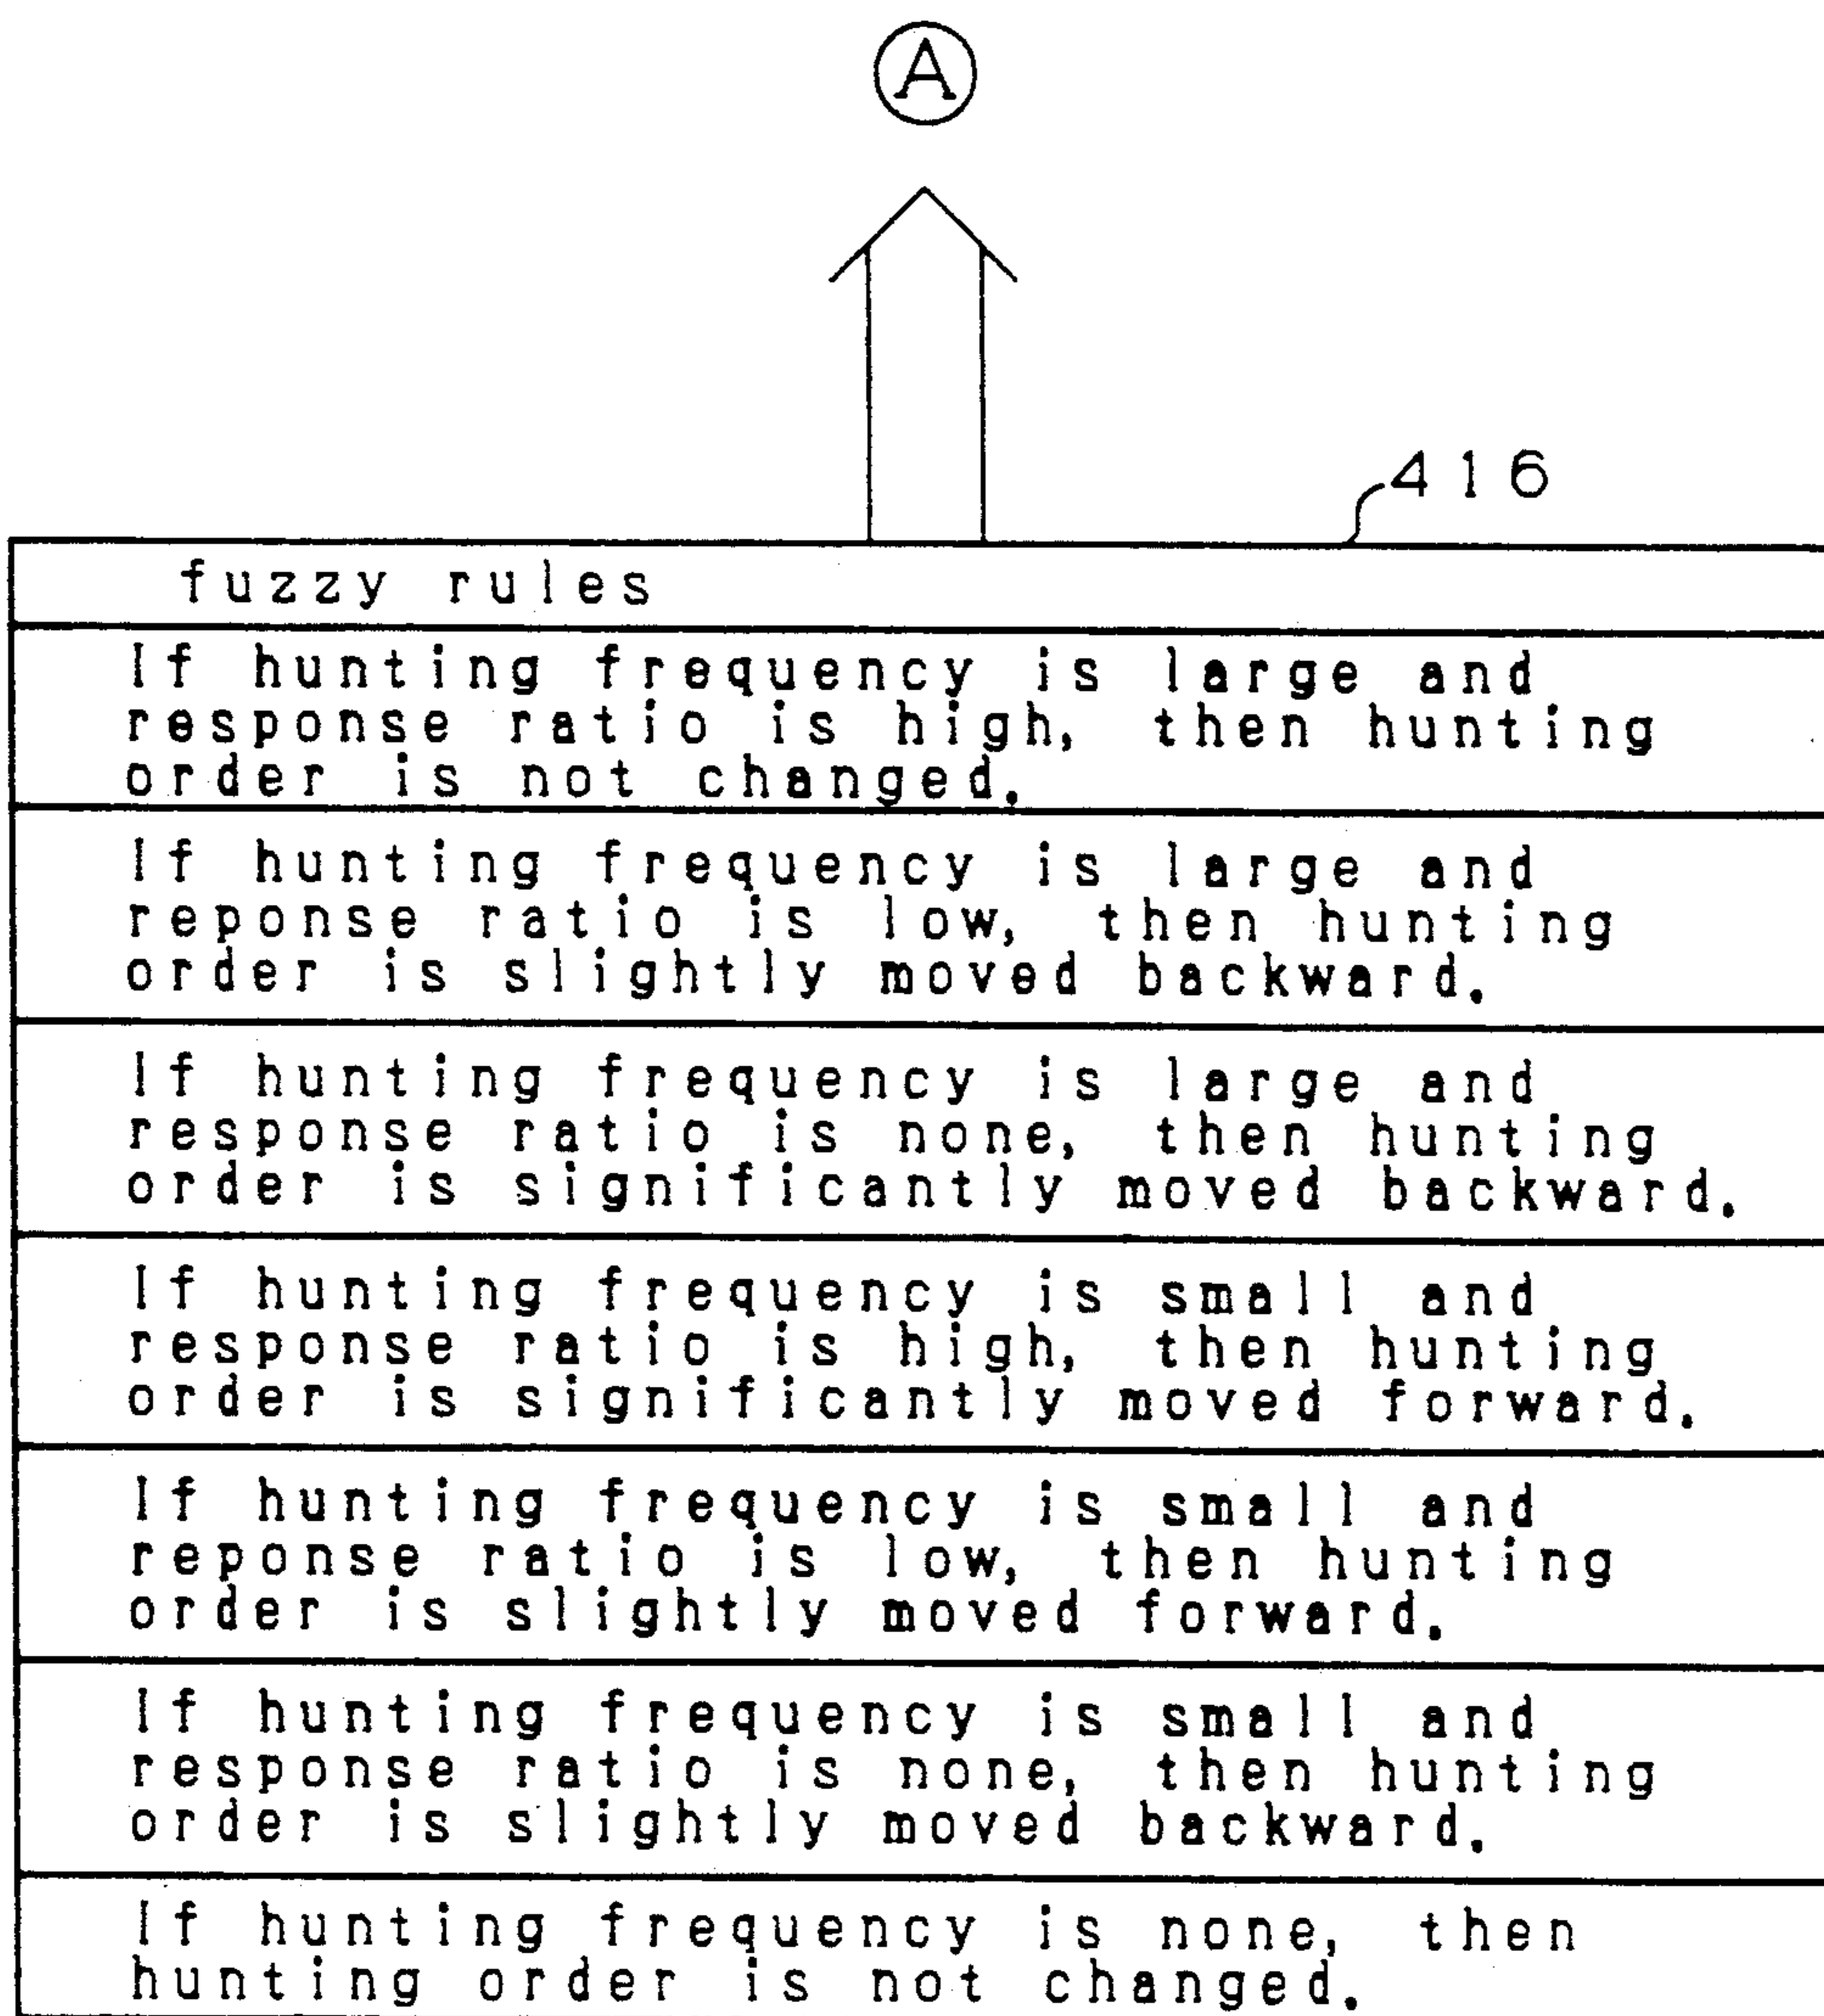 A
416
fuzzy rules
If hunting frequency is large and
response ratio is high, then hunting
order is not changed.
If hunting frequency is large and
reponse ratio is low, then hunting
order is slightly moved backward.
If hunting frequency is large and
response ratio is none, then hunting
order is significantly moved backward.
If hunting frequency is small and
response ratio is high, then hunting
order is significantly moved forward.
If hunting frequency is small and
reponse ratio is low, then hunting
order is slightly moved forward.
If hunting frequency is small and
response ratio is none, then hunting
order is slightly moved backward.
If hunting frequency is none, then
hunting order is not changed.